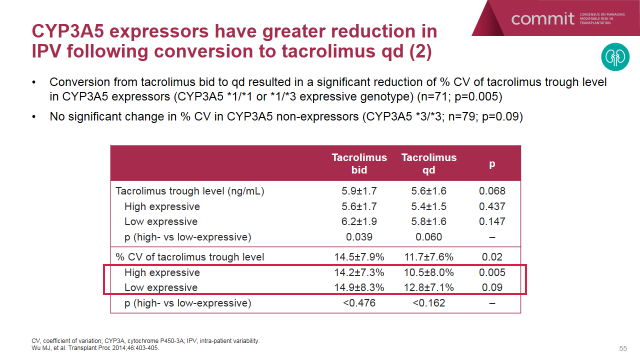 CYP3A5 expressors have greater reduction in
IPV following conversion to tacrolimus qd (2)
commit
CONSENSUS ON MANAGING
MODIFIABLE RISK IN
TRANSPLANTATION
• Conversion from tacrolimus bid to qd resulted in a significant reduction of % CV of tacrolimus trough level
in CYP3A5 expressors (CYP3A5 *1/*1 or *1/*3 expressive genotype) (n=71; p=0.005)
• No significant change in % CV in CYP3A5 non-expressors (CYP3A5 *3/*3; n=79; p=0.09)
Tacrolimus bid Tacrolimus qd p
Tacrolimus trough level (ng/mL) 5.9±1.7 5.6±1.6 0.068
High expressive 5.6±1.7 5.4±1.5 0.437
Low expressive 6.2±1.9 5.8±1.6 0.147
p (high- vs low-expressive) 0.039 0.060 –
% CV of tacrolimus trough level 14.5±7.9% 11.7±7.6% 0.02
High expressive 14.2±7.3% 10.5±8.0% 0.005
Low expressive 14.9±8.3% 12.8±7.1% 0.09
p (high- vs low-expressive) <0.476 <0.162 –
CV, coefficient of variation; CYP3A, cytochrome P450-3A; IPV, intra-patient variability.
Wu MJ, et al. Transplant Proc 2014;46:403-405.
55